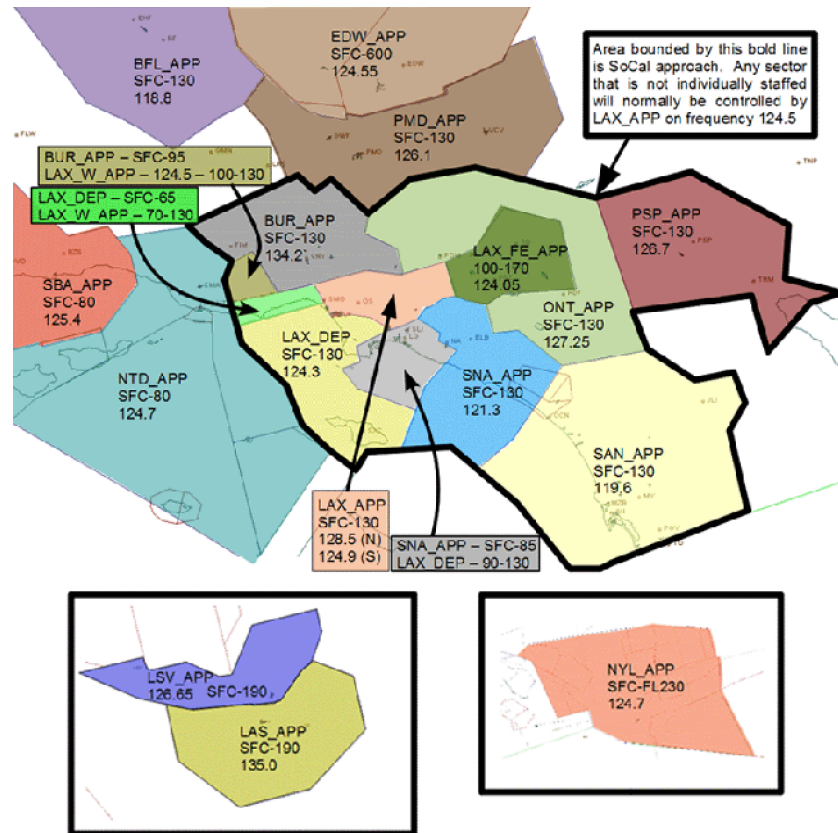 BFL_APP
SFC-130
118.8
EDW_APP
SFC-600
124.55
PMD_APP
SFC-130
126.1
Area bounded by this bold line
is SoCal approach. Any sector
that is not individually staffed
will normally be controlled by
LAX_APP on frequency 124.5
BUR_APP – SFC-95
LAX_W_APP – 124.5 – 100-130
LAX_DEP – SFC-65
LAX_W_APP – 70-130
BUR_APP
SFC-130
134.2
LAX_FE_APP
100-170
124.05
PSP_APP
SFC-130
126.7
SBA_APP
SFC-80
125.4
ONT_APP
SFC-130
127.25
LAX_DEP
SFC-130
124.3
NTD_APP
SFC-80
124.7
SNA_APP
SFC-130
121.3
SAN_APP
SFC-130
119.6
LAX_APP
SFC-130
128.5 (N)
124.9 (S)
SNA_APP – SFC-85
LAX_DEP – 90-130
LSV_APP
126.65 SFC-190
LAS_APP
SFC-190
135.0
NYL_APP
SFC-FL230
124.7